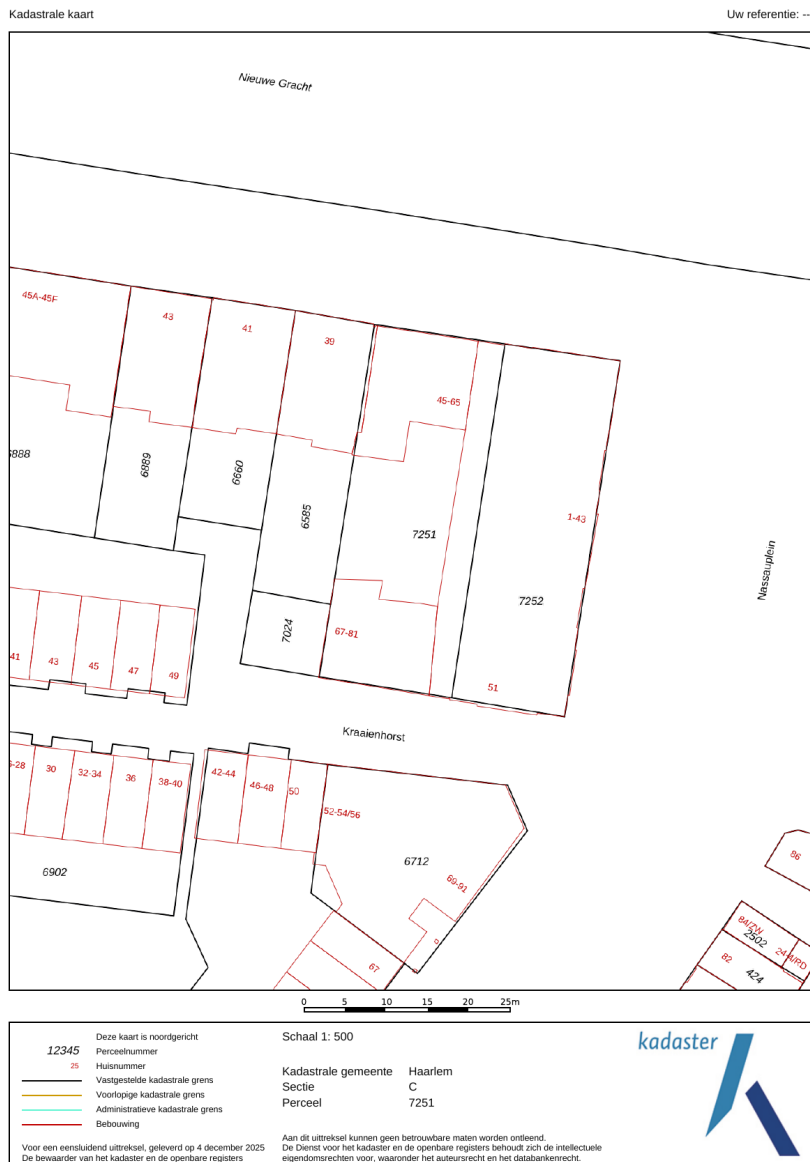 Kadastrale kaart
Uw referentie: --
Nieuwe Gracht
45A-45F
43
41
39
45-65
6889
6660
6585
7251
1-43
Nassauplein
7252
7024
67-81
51
41
43
45
47
49
Kraaienhorst
30
32-34
36
38-40
42-44
46-48
50
52-54/56
6902
6712
69-91
67
86
2502
82
424
0 5 10 15 20 25m
Deze kaart is noordgericht
12345 Perceelnummer
25 Huisnummer
Vastgestelde kadastrale grens
Voorlopige kadastrale grens
Administratieve kadastrale grens
Bebouwing
Voor een eensluidend uittreksel, geleverd op 4 december 2025
De bewaarder van het kadaster en de openbare registers
Schaal 1: 500
Kadastrale gemeente Haarlem
Sectie C
Perceel 7251
Aan dit uittreksel kunnen geen betrouwbare maten worden ontleend.
De Dienst voor het kadaster en de openbare registers behoudt zich de intellectuele
eigendomsrechten voor, waaronder het auteursrecht en het databankenrecht.
kadaster